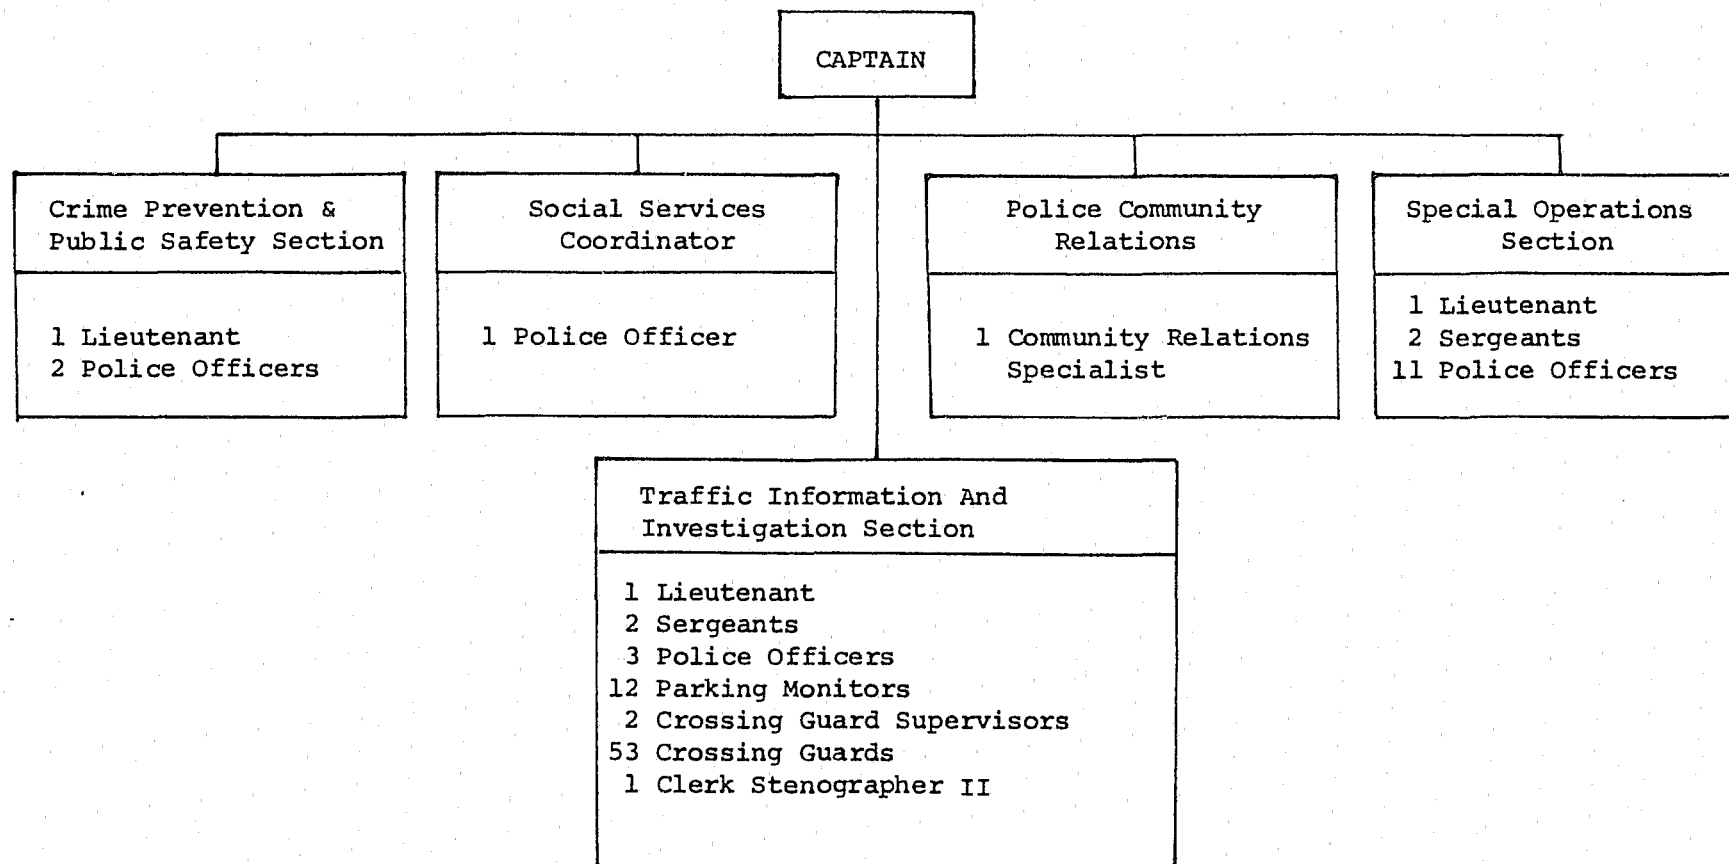 CAPTAIN
Crime Prevention &
Public Safety Section
1 Lieutenant
2 Police Officers
Social Services
Coordinator
1 Police Officer
Police Community
Relations
1 Community Relations
Specialist
Special Operations
Section
1 Lieutenant
2 Sergeants
11 Police Officers
Traffic Information And
Investigation Section
1 Lieutenant
2 Sergeants
3 Police Officers
12 Parking Monitors
2 Crossing Guard Supervisors
53 Crossing Guards
1 Clerk Stenographer II